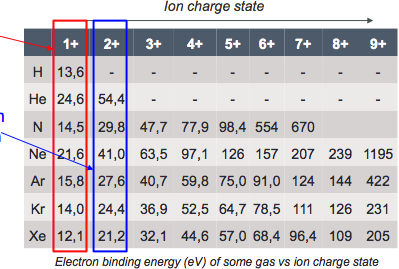 Ion charge state
1+ 2+ 3+ 4+ 5+ 6+ 7+ 8+ 9+
H 13,6 - - - - - - - -
He 24,6 54,4 - - - - - - -
N 14,5 29,8 47,7 77,9 98,4 554 670
Ne 21,6 41,0 63,5 97,1 126 157 207 239 1195
Ar 15,8 27,6 40,7 59,8 75,0 91,0 124 144 422
Kr 14,0 24,4 36,9 52,5 64,7 78,5 111 126 231
Xe 12,1 21,2 32,1 44,6 57,0 68,4 96,4 109 205
Electron binding energy (eV) of some gas vs ion charge state